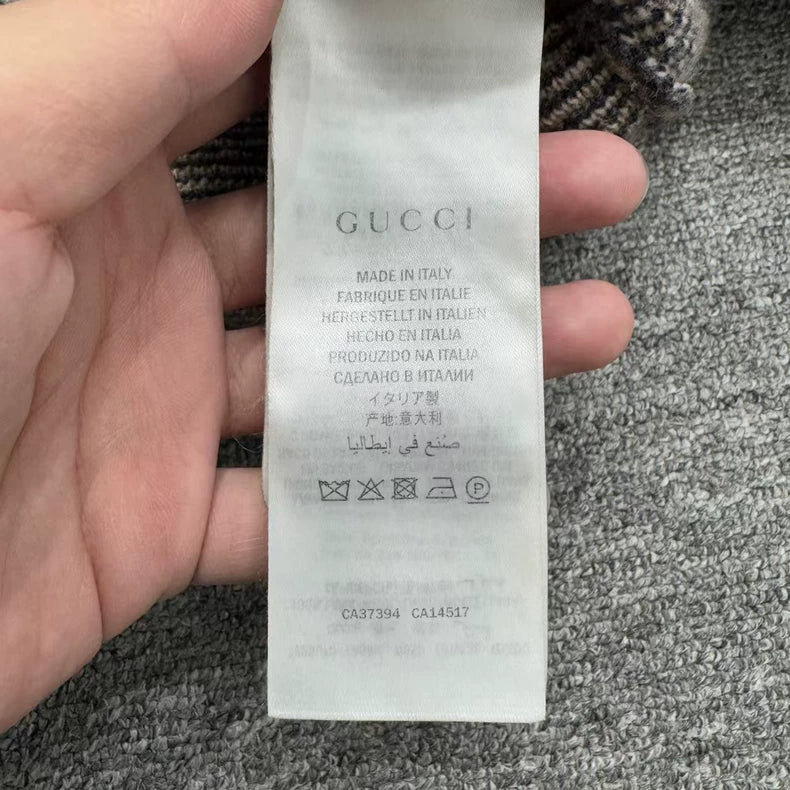 GUCCI
MADE IN ITALY
FABRIQUE EN ITALIE
HERGESTELLT IN ITALIEN
HECHO EN ITALIA
PRODUZIDO NA ITALIA
СДЕЛАНО В ИТАЛИИ
イタリア製
产地:意大利
صُنع في إيطاليا
P
CA37394 CA14517